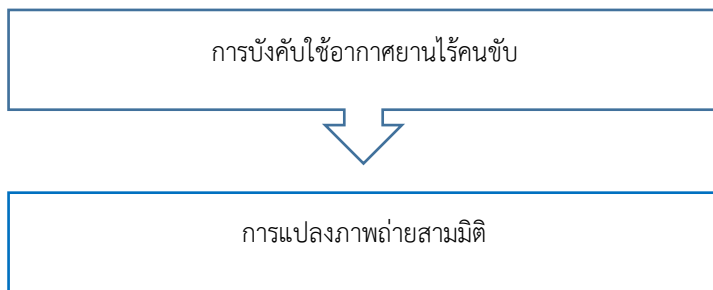 การบังคับใช้อากาศยานไร้คนขับ
การแปลงภาพถ่ายสามมิติ